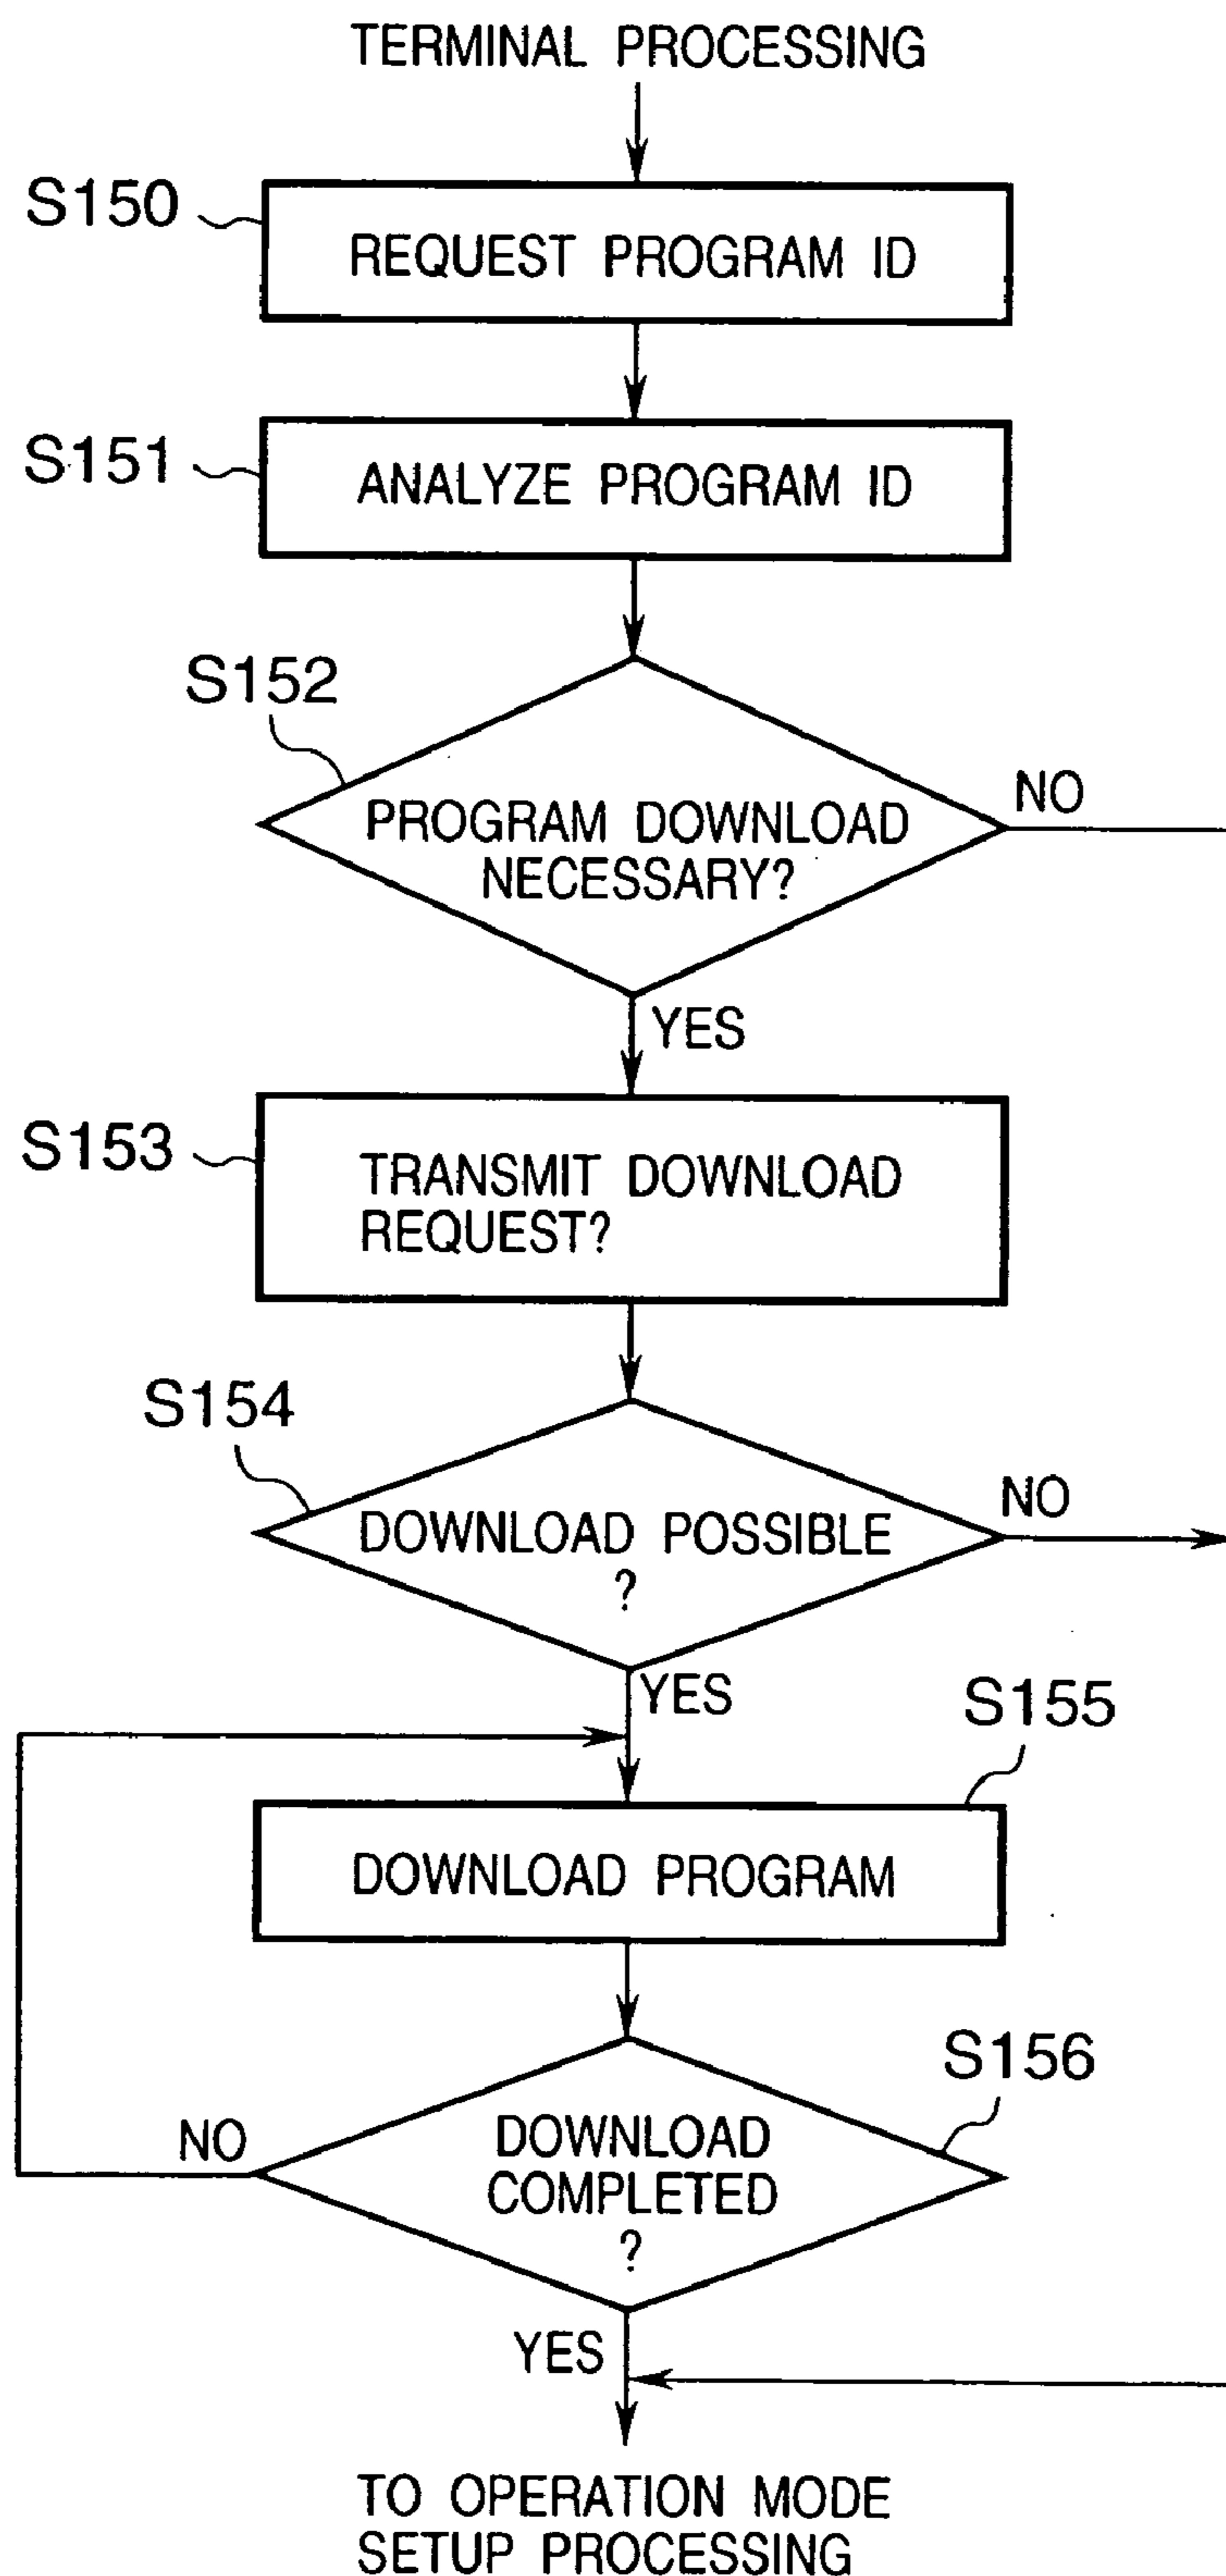 TERMINAL PROCESSING
S150
REQUEST PROGRAM ID
S151
ANALYZE PROGRAM ID
S152
PROGRAM DOWNLOAD
NECESSARY?
NO
YES
S153
TRANSMIT DOWNLOAD
REQUEST?
S154
DOWNLOAD POSSIBLE
?
NO
YES
S155
DOWNLOAD PROGRAM
S156
DOWNLOAD
COMPLETED
?
NO
YES
TO OPERATION MODE
SETUP PROCESSING